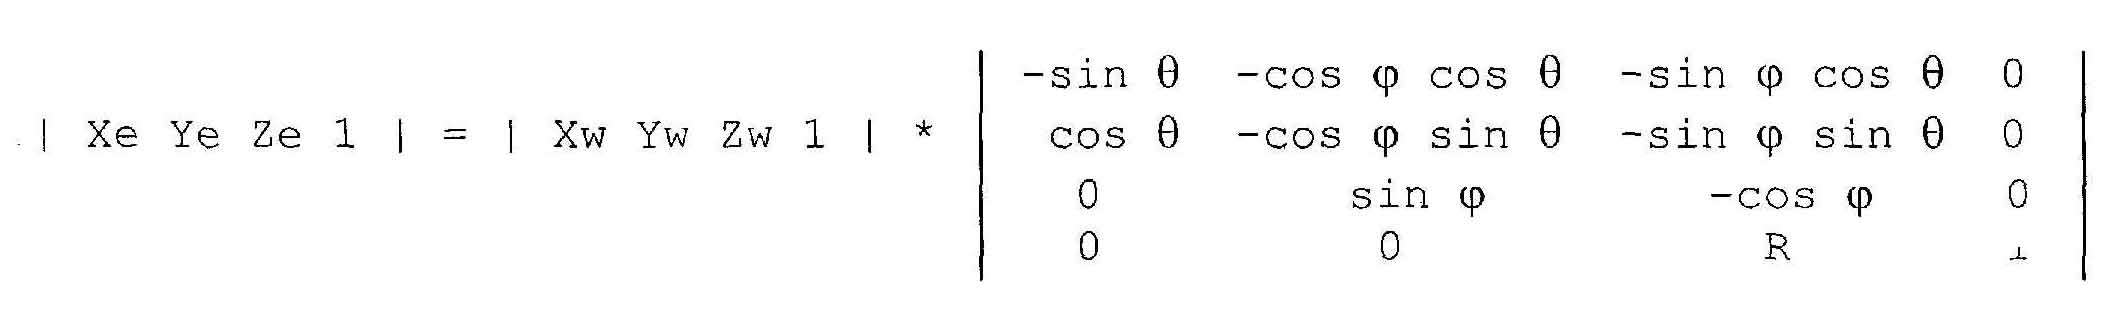 -sin θ -cos φ cos θ -sin φ cos θ 0
| Xe Ye Ze 1 | = | Xw Yw Zw 1 | * cos θ -cos φ sin θ -sin φ sin θ 0
0 sin φ -cos φ 0
0 0 R